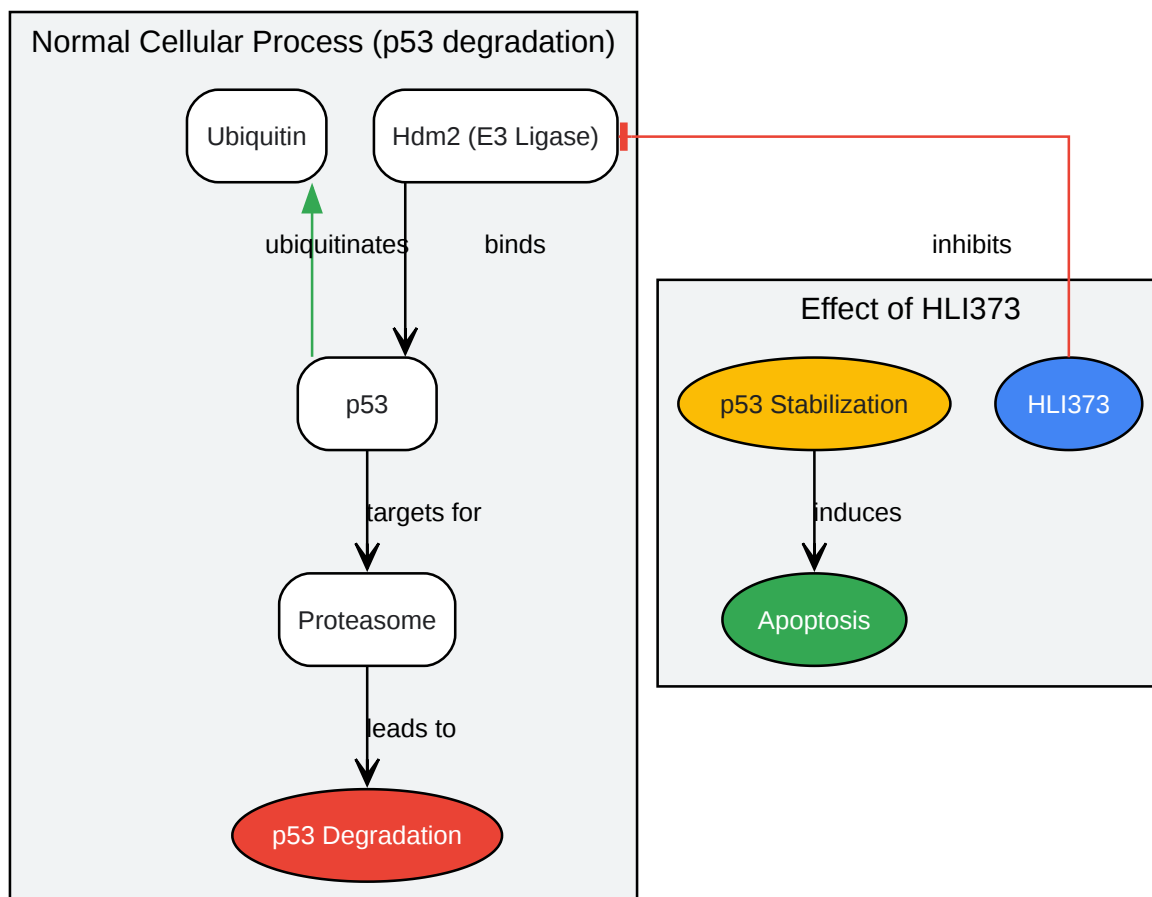 Normal Cellular Process (p53 degradation)
Ubiquitin
Hdm2 (E3 Ligase)
ubiquitinates
binds
inhibits
Effect of HLI373
p53
p53 Stabilization
HLI373
targets for
induces
Proteasome
Apoptosis
leads to
p53 Degradation